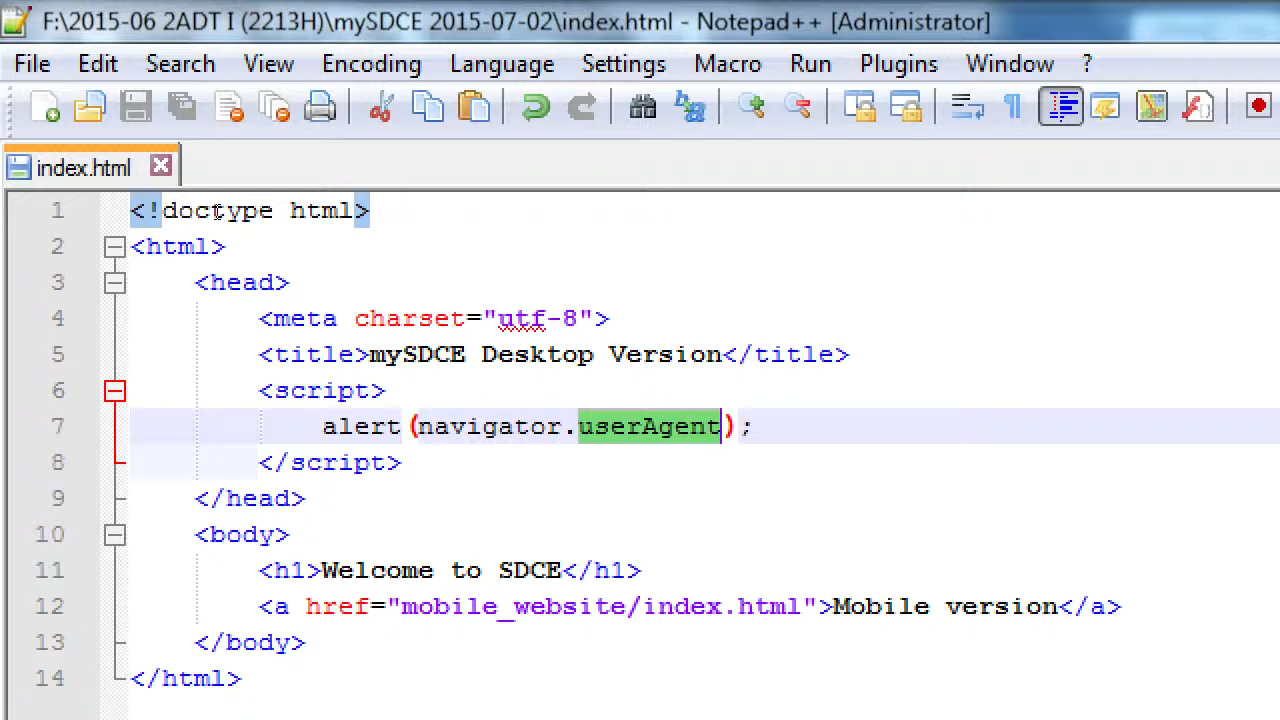 F:\2015-06 2ADT I (2213H)\mySDCE 2015-07-02\index.html - Notepad++ [Administrator]
File Edit Search View Encoding Language Settings Macro Run Plugins Window ?
index.html
1 <!doctype html>
2 <html>
3 <head>
4 <meta charset="utf-8">
5 <title>mySDCE Desktop Version</title>
6 <script>
7 alert(navigator.userAgent);
8 </script>
9 </head>
10 <body>
11 <h1>Welcome to SDCE</h1>
12 <a href="mobile_website/index.html">Mobile version</a>
13 </body>
14 </html>